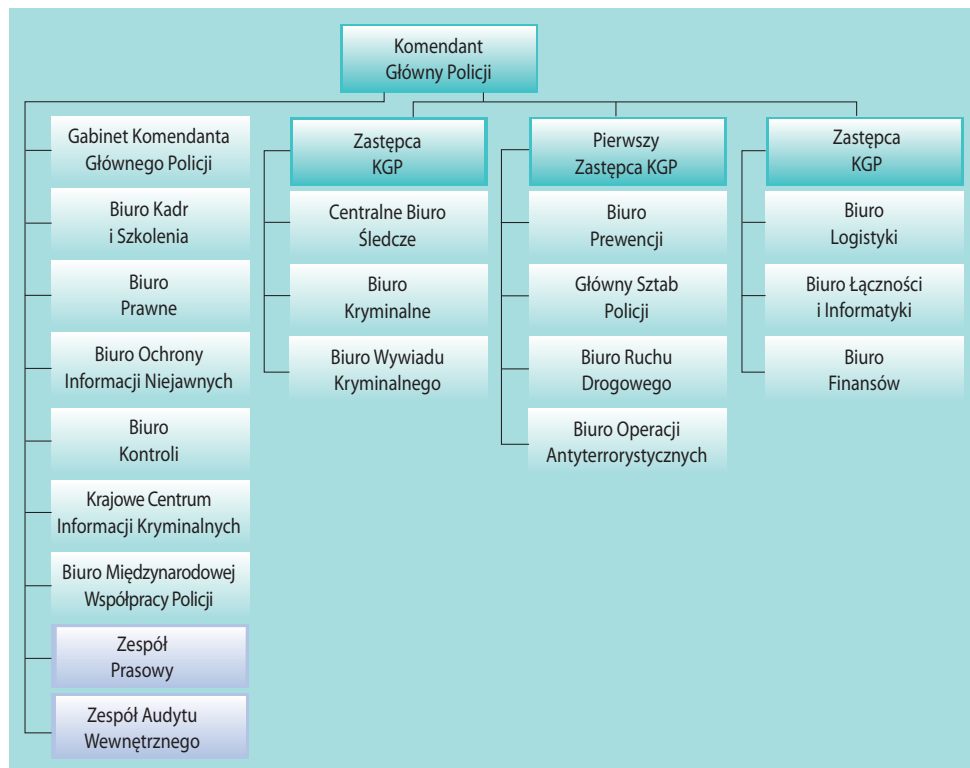 Komendant
Główny Policji
Gabinet Komendanta
Głównego Policji
Biuro Kadr
i Szkolenia
Biuro
Prawne
Biuro Ochrony
Informacji Niejawnych
Biuro
Kontroli
Krajowe Centrum
Informacji Kryminalnych
Biuro Międzynarodowej
Współpracy Policji
Zespół
Prasowy
Zespół Audytu
Wewnętrznego
Zastępca
KGP
Centralne Biuro
Śledcze
Biuro
Kryminalne
Biuro Wywiadu
Kryminalnego
Pierwszy
Zastępca KGP
Biuro
Prewencji
Główny Sztab
Policji
Biuro Ruchu
Drogowego
Biuro Operacji
Antyterrorystycznych
Zastępca
KGP
Biuro
Logistyki
Biuro Łączności
i Informatyki
Biuro
Finansów